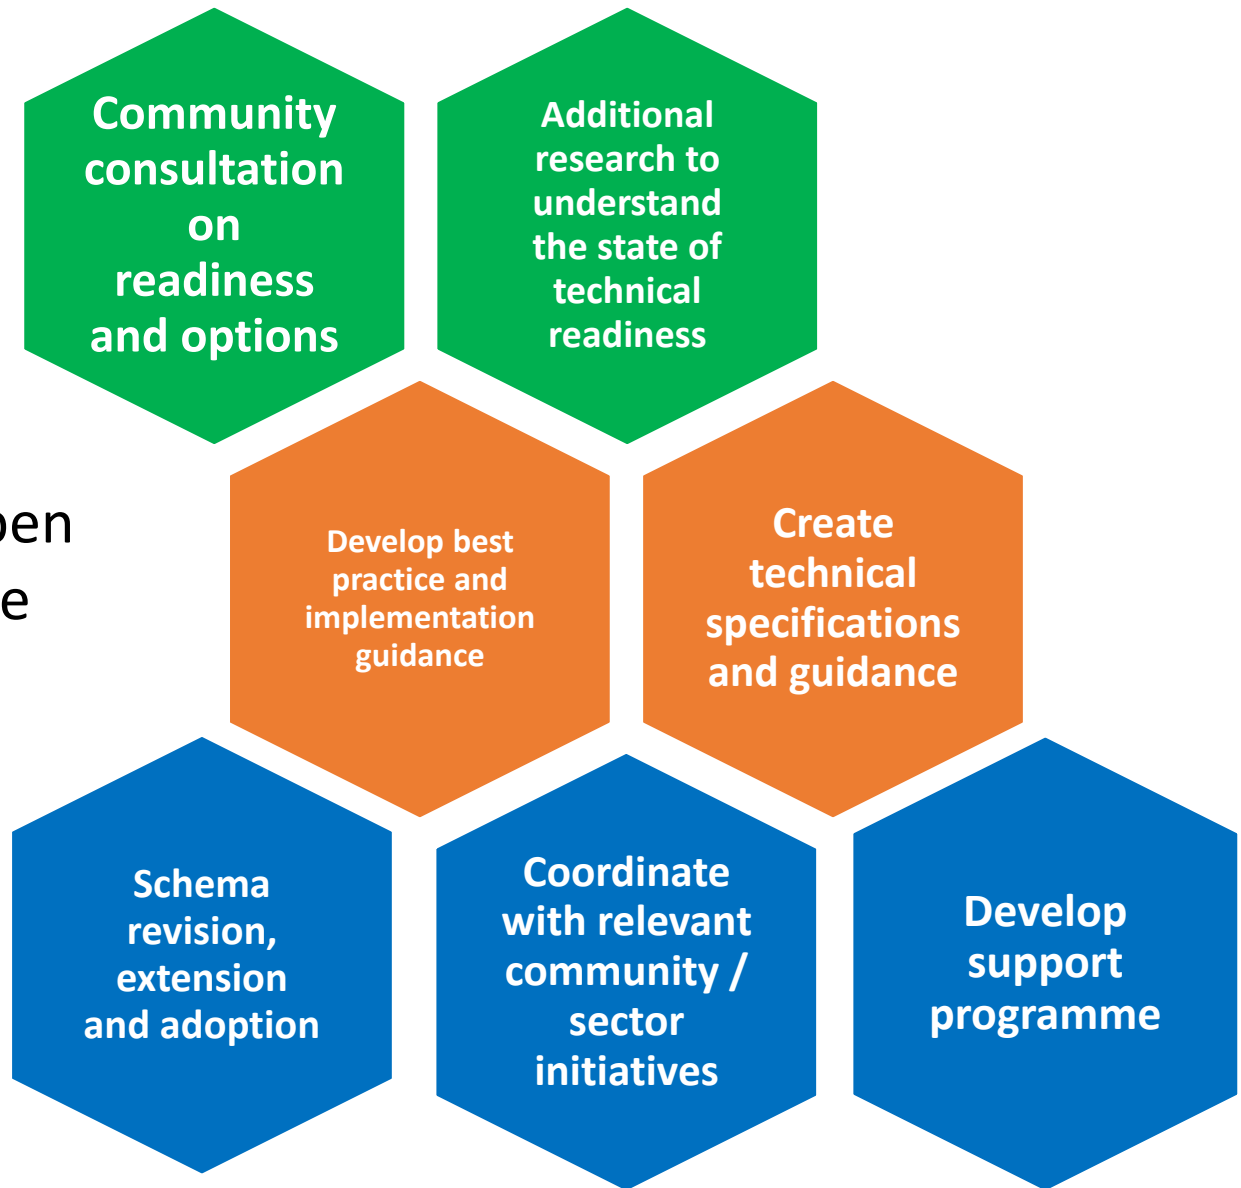 Community
consultation
on
readiness
and options
Additional
research to
understand
the state of
technical
readiness
Develop best
practice and
implementation
guidance
Create
technical
specifications
and guidance
Schema
revision,
extension
and adoption
Coordinate
with relevant
community /
sector
initiatives
Develop
support
programme